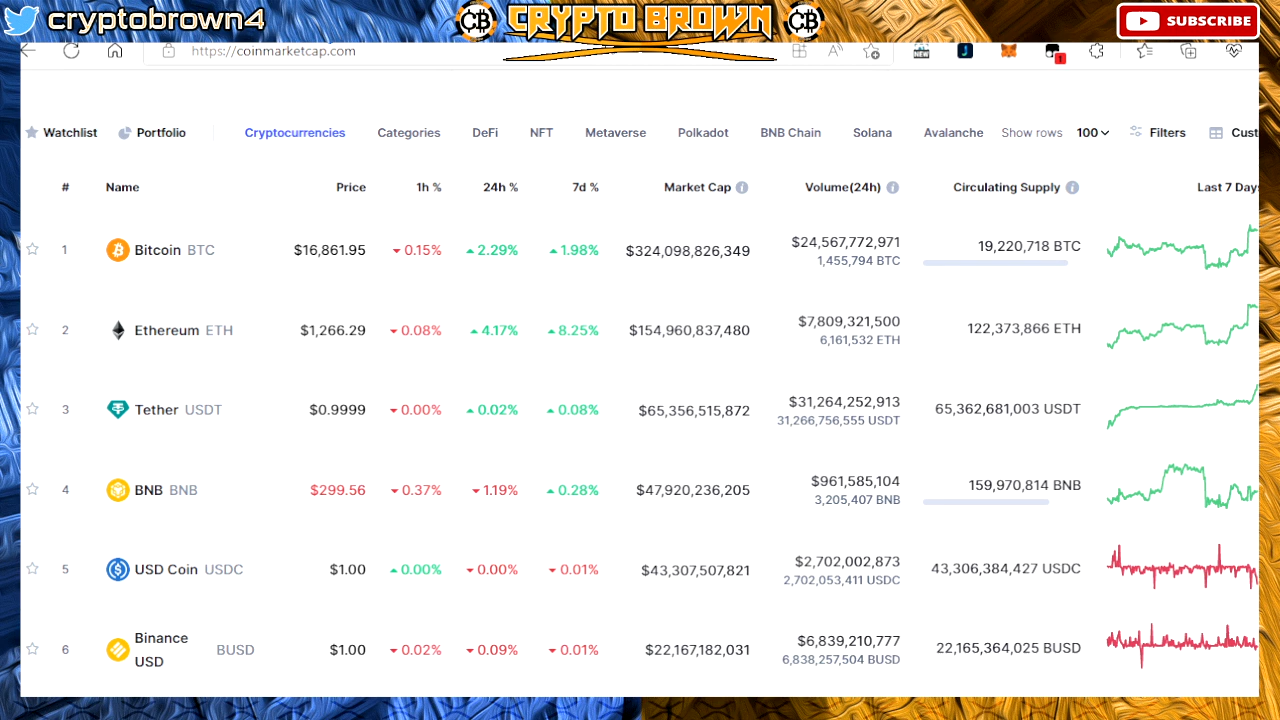 cryptobrown4
CB CRYPTO BROWN CB
SUBSCRIBE
https://coinmarketcap.com
NEW
1
Watchlist Portfolio Cryptocurrencies Categories DeFi NFT Metaverse Polkadot BNB Chain Solana Avalanche Show rows 100 Filters Cust
# Name Price 1h % 24h % 7d % Market Cap Volume(24h) Circulating Supply Last 7 Days
1 Bitcoin BTC $16,861.95 0.15% 2.29% 1.98% $324,098,826,349 $24,567,772,971 19,220,718 BTC
1,455,794 BTC
2 Ethereum ETH $1,266.29 0.08% 4.17% 8.25% $154,960,837,480 $7,809,321,500 122,373,866 ETH
6,161,532 ETH
3 Tether USDT $0.9999 0.00% 0.02% 0.08% $65,356,515,872 $31,264,252,913 65,362,681,003 USDT
31,266,756,555 USDT
4 BNB BNB $299.56 0.37% 1.19% 0.28% $47,920,236,205 $961,585,104 159,970,814 BNB
3,205,407 BNB
5 USD Coin USDC $1.00 0.00% 0.00% 0.01% $43,307,507,821 $2,702,002,873 43,306,384,427 USDC
2,702,053,411 USDC
6 Binance USD BUSD $1.00 0.02% 0.09% 0.01% $22,167,182,031 $6,839,210,777 22,165,364,025 BUSD
6,838,257,504 BUSD